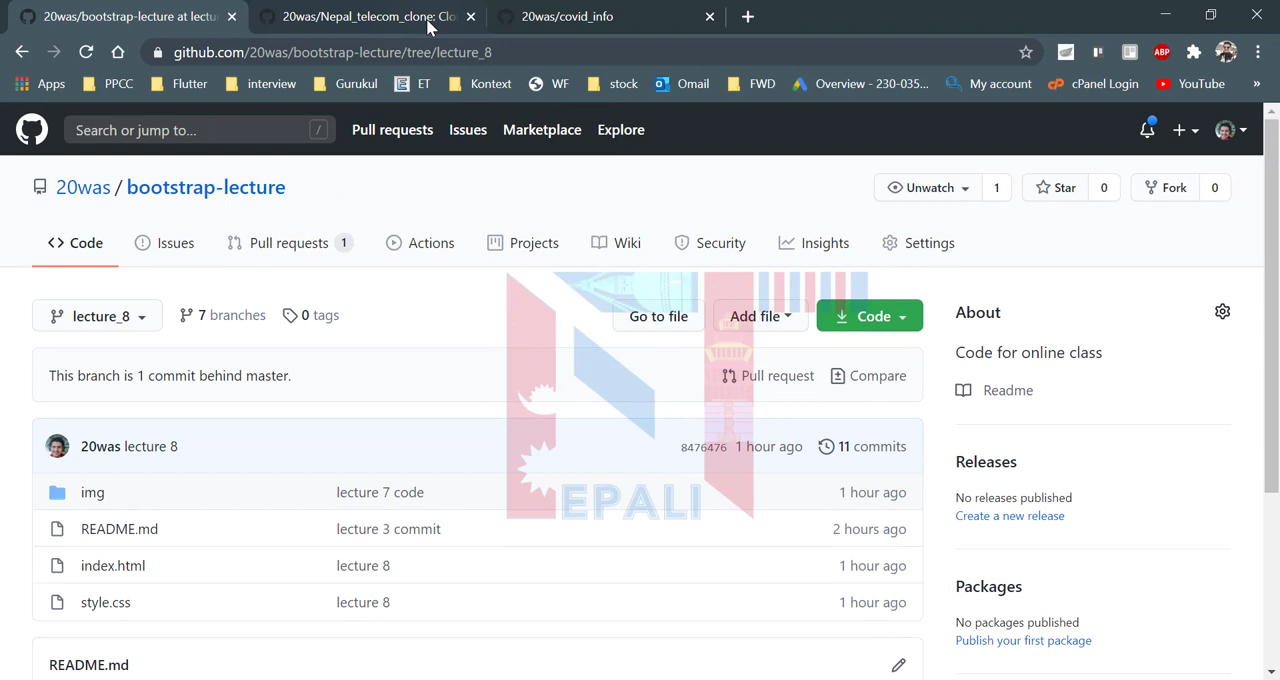 20was/bootstrap-lecture at lectu
20was/Nepal_telecom_clone: Clo
20was/covid_info
github.com/20was/bootstrap-lecture/tree/lecture_8
ABP
Apps PPCC Flutter interview Gurukul ET Kontext WF stock Omail FWD Overview - 230-035... My account cPanel Login YouTube »
Search or jump to... /
Pull requests Issues Marketplace Explore
20was / bootstrap-lecture
Unwatch 1 Star 0 Fork 0
Code Issues Pull requests 1 Actions Projects Wiki Security Insights Settings
lecture_8 7 branches 0 tags Go to file Add file Code
About
Code for online class
Readme
This branch is 1 commit behind master. Pull request Compare
20was lecture 8 8476476 1 hour ago 11 commits
img lecture 7 code 1 hour ago
README.md lecture 3 commit 2 hours ago
index.html lecture 8 1 hour ago
style.css lecture 8 1 hour ago
README.md
Releases
No releases published
Create a new release
Packages
No packages published
Publish your first package
NEPALI